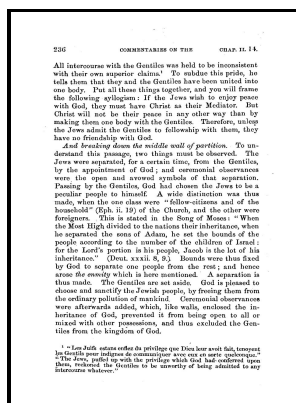 236 COMMENTARIES ON THE CHAP. II. 14.
All intercourse with the Gentiles was held to be inconsistent
with their own superior claims.¹ To subdue this pride, he
tells them that they and the Gentiles have been united into
one body. Put all these things together, and you will frame
the following syllogism: If the Jews wish to enjoy peace
with God, they must have Christ as their Mediator. But
Christ will not be their peace in any other way than by
making them one body with the Gentiles. Therefore, unless
the Jews admit the Gentiles to fellowship with them, they
have no friendship with God.
And breaking down the middle wall of partition. To un-
derstand this passage, two things must be observed. The
Jews were separated, for a certain time, from the Gentiles,
by the appointment of God; and ceremonial observances
were the open and avowed symbols of that separation.
Passing by the Gentiles, God had chosen the Jews to be a
peculiar people to himself. A wide distinction was thus
made, when the one class were "fellow-citizens and of the
household" (Eph. ii. 19) of the Church, and the other were
foreigners. This is stated in the Song of Moses: "When
the Most High divided to the nations their inheritance, when
he separated the sons of Adam, he set the bounds of the
people according to the number of the children of Israel:
for the Lord's portion is his people, Jacob is the lot of his
inheritance." (Deut. xxxii. 8, 9.) Bounds were thus fixed
by God to separate one people from the rest; and hence
arose the enmity which is here mentioned. A separation is
thus made. The Gentiles are set aside. God is pleased to
choose and sanctify the Jewish people, by freeing them from
the ordinary pollution of mankind. Ceremonial observances
were afterwards added, which, like walls, enclosed the in-
heritance of God, prevented it from being open to all or
mixed with other possessions, and thus excluded the Gen-
tiles from the kingdom of God.
¹ "Les Juifs estans enflez du privilege que Dieu leur avoit fait, tenoyent
les Gentils pour indignes de communiquer avec eux en sorte quelconque."
"The Jews, puffed up with the privilege which God had conferred upon
them, reckoned the Gentiles to be unworthy of being admitted to any
intercourse whatever."